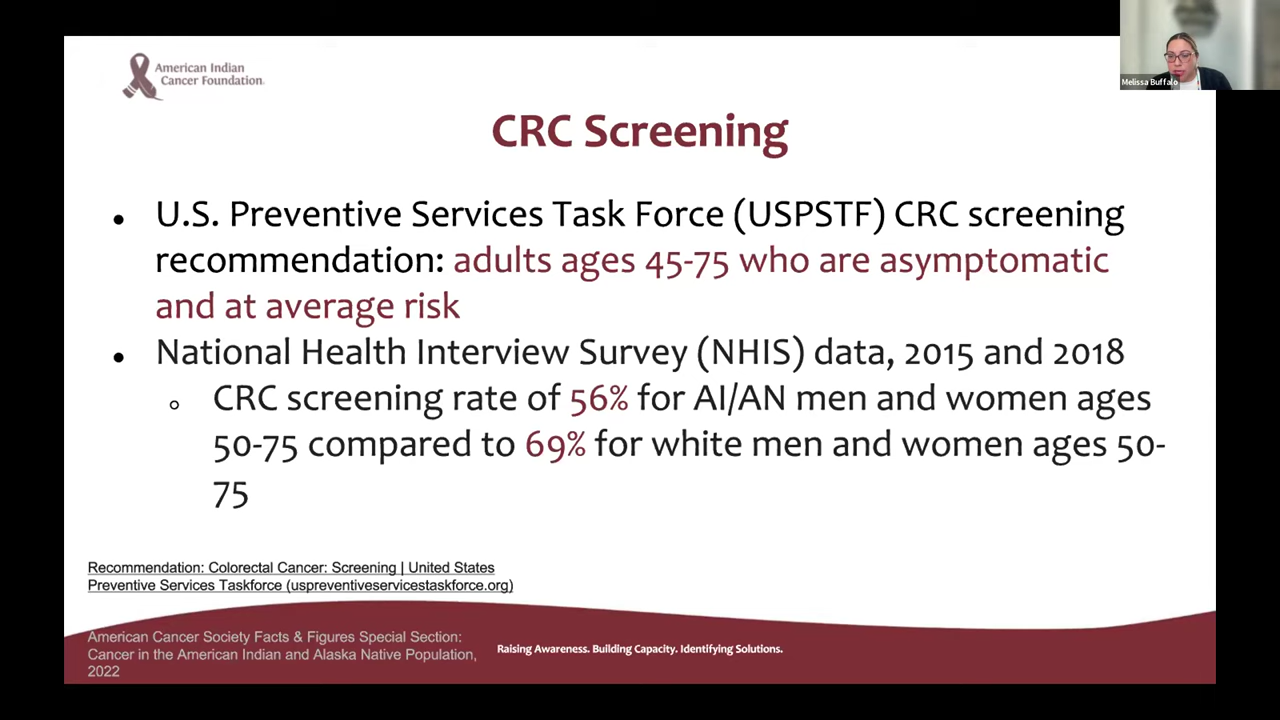 American Indian
Cancer Foundation.
Melissa Buffalo
CRC Screening
• U.S. Preventive Services Task Force (USPSTF) CRC screening
recommendation: adults ages 45-75 who are asymptomatic
and at average risk
• National Health Interview Survey (NHIS) data, 2015 and 2018
○ CRC screening rate of 56% for AI/AN men and women ages
50-75 compared to 69% for white men and women ages 50-
75
Recommendation: Colorectal Cancer: Screening | United States
Preventive Services Taskforce (uspreventiveservicestaskforce.org)
American Cancer Society Facts & Figures Special Section:
Cancer in the American Indian and Alaska Native Population,
2022
Raising Awareness. Building Capacity. Identifying Solutions.